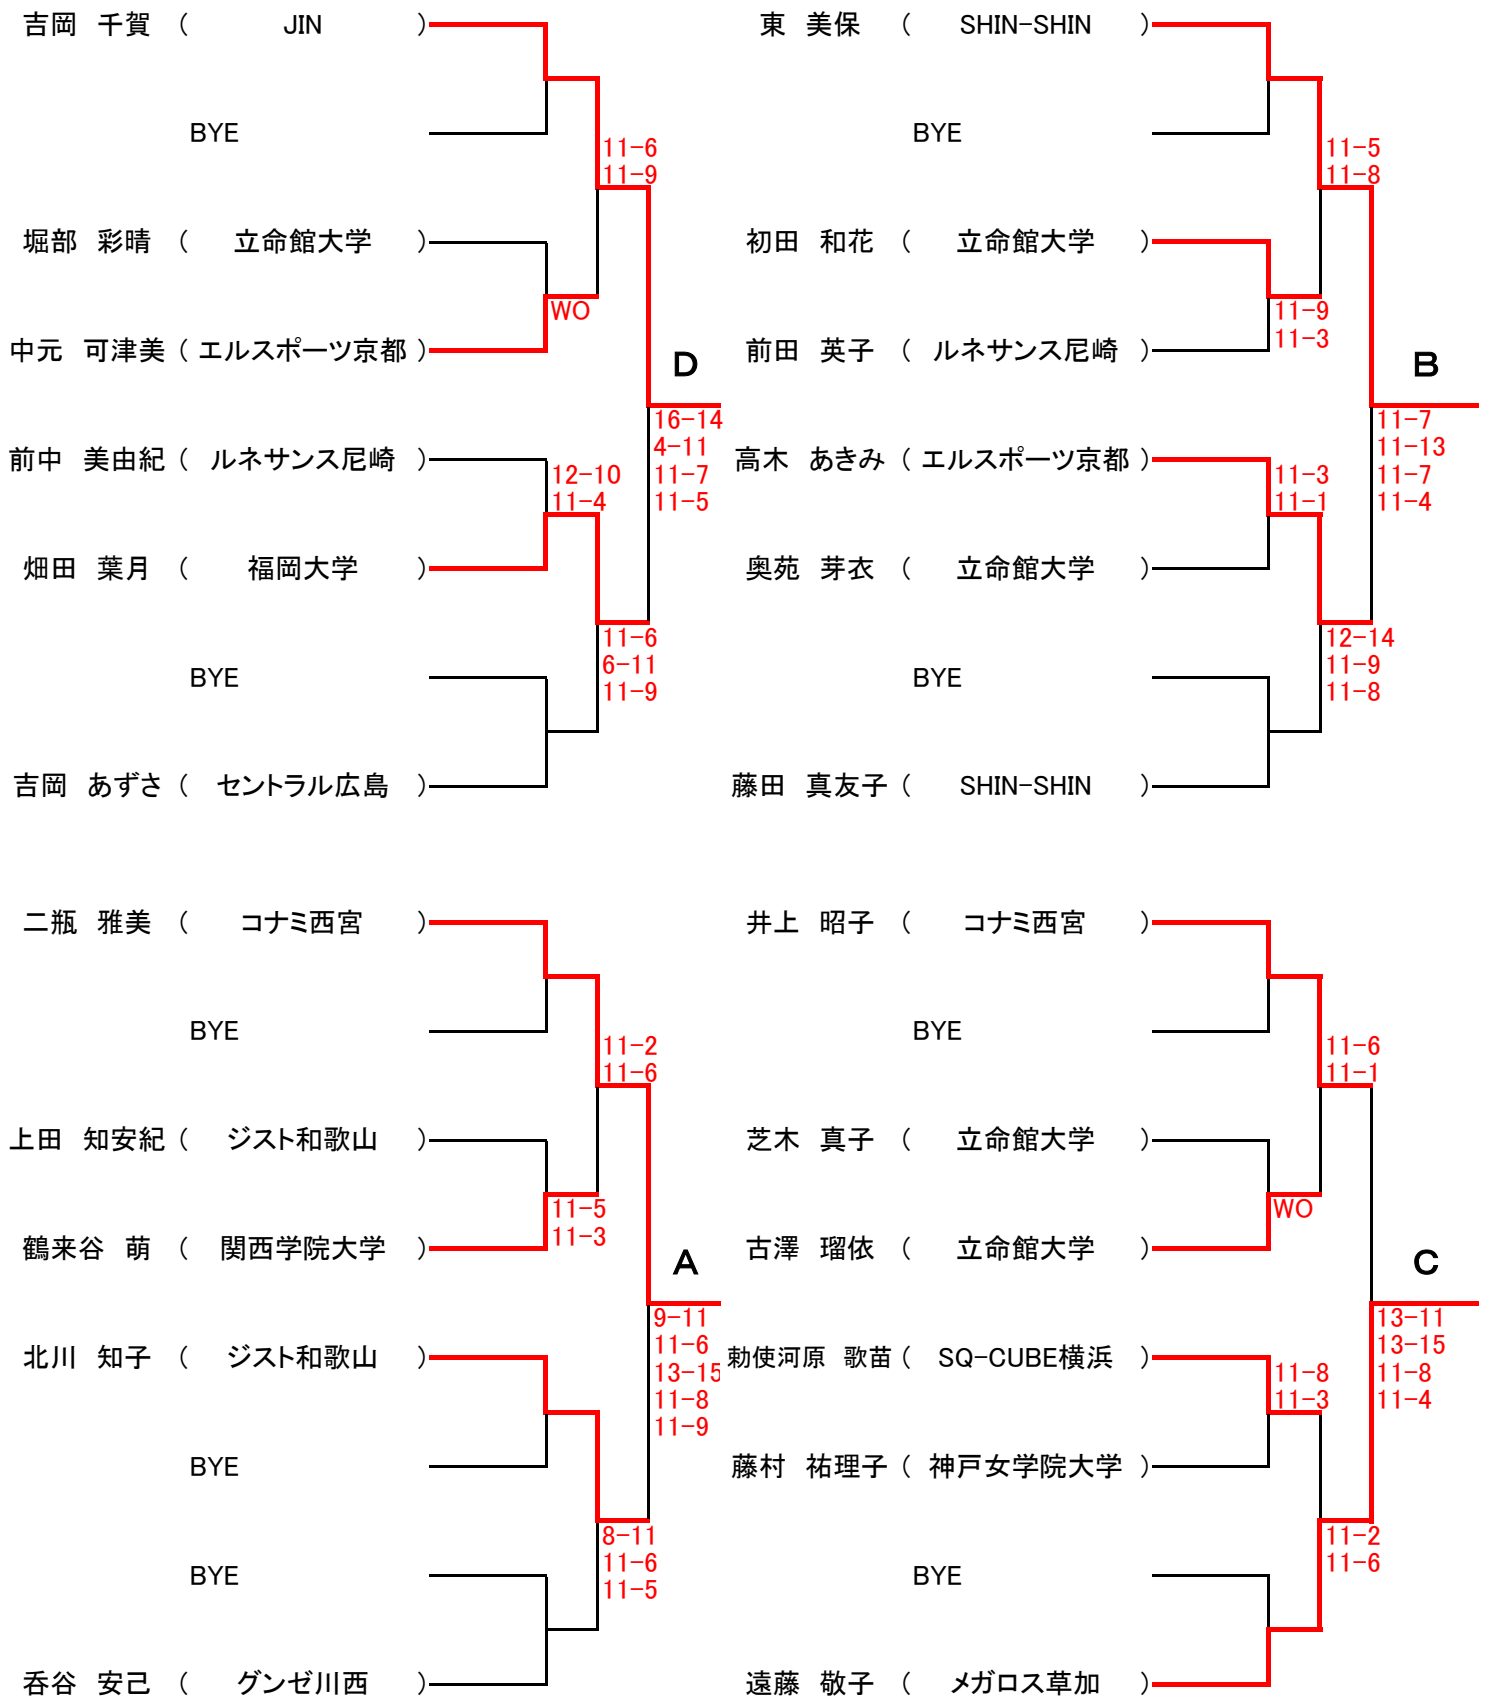 吉岡 千賀 ( JIN )
BYE
11-6
11-9
堀部 彩晴 ( 立命館大学 )
WO
中元 可津美 ( エルスポーツ京都 )
D
16-14
4-11
11-7
11-5
前中 美由紀 ( ルネサンス尼崎 )
12-10
11-4
畑田 葉月 ( 福岡大学 )
11-6
6-11
11-9
BYE
吉岡 あずさ ( セントラル広島 )
東 美保 ( SHIN-SHIN )
BYE
11-5
11-8
初田 和花 ( 立命館大学 )
11-9
11-3
前田 英子 ( ルネサンス尼崎 )
B
11-7
11-13
11-7
11-4
高木 あきみ ( エルスポーツ京都 )
11-3
11-1
奥苑 芽衣 ( 立命館大学 )
12-14
11-9
11-8
BYE
藤田 真友子 ( SHIN-SHIN )
二瓶 雅美 ( コナミ西宮 )
BYE
11-2
11-6
上田 知安紀 ( ジスト和歌山 )
11-5
11-3
鶴来谷 萌 ( 関西学院大学 )
A
9-11
11-6
13-15
11-8
11-9
北川 知子 ( ジスト和歌山 )
BYE
8-11
11-6
11-5
BYE
呑谷 安己 ( グンゼ川西 )
井上 昭子 ( コナミ西宮 )
BYE
11-6
11-1
芝木 真子 ( 立命館大学 )
WO
古澤 瑠依 ( 立命館大学 )
C
13-11
13-15
11-8
11-4
勅使河原 歌苗 ( SQ-CUBE横浜 )
11-8
11-3
藤村 祐理子 ( 神戸女学院大学 )
11-2
11-6
BYE
遠藤 敬子 ( メガロス草加 )